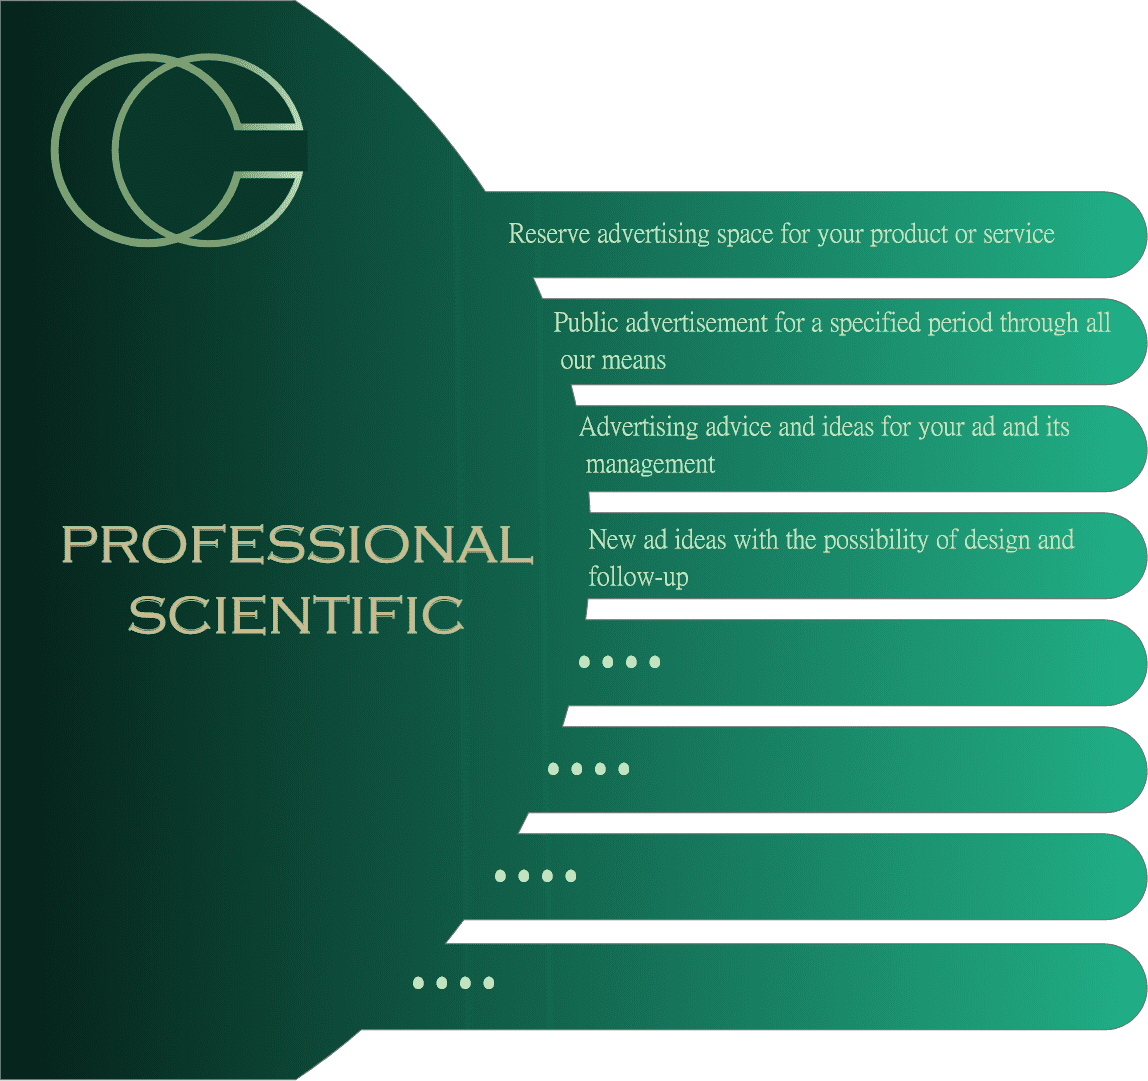 Reserve advertising space for your product or service
Public advertisement for a specified period through all
our means
Advertising advice and ideas for your ad and its
management
New ad ideas with the possibility of design and
follow-up
PROFESSIONAL
SCIENTIFIC
• • • •
• • • •
• • • •
• • • •